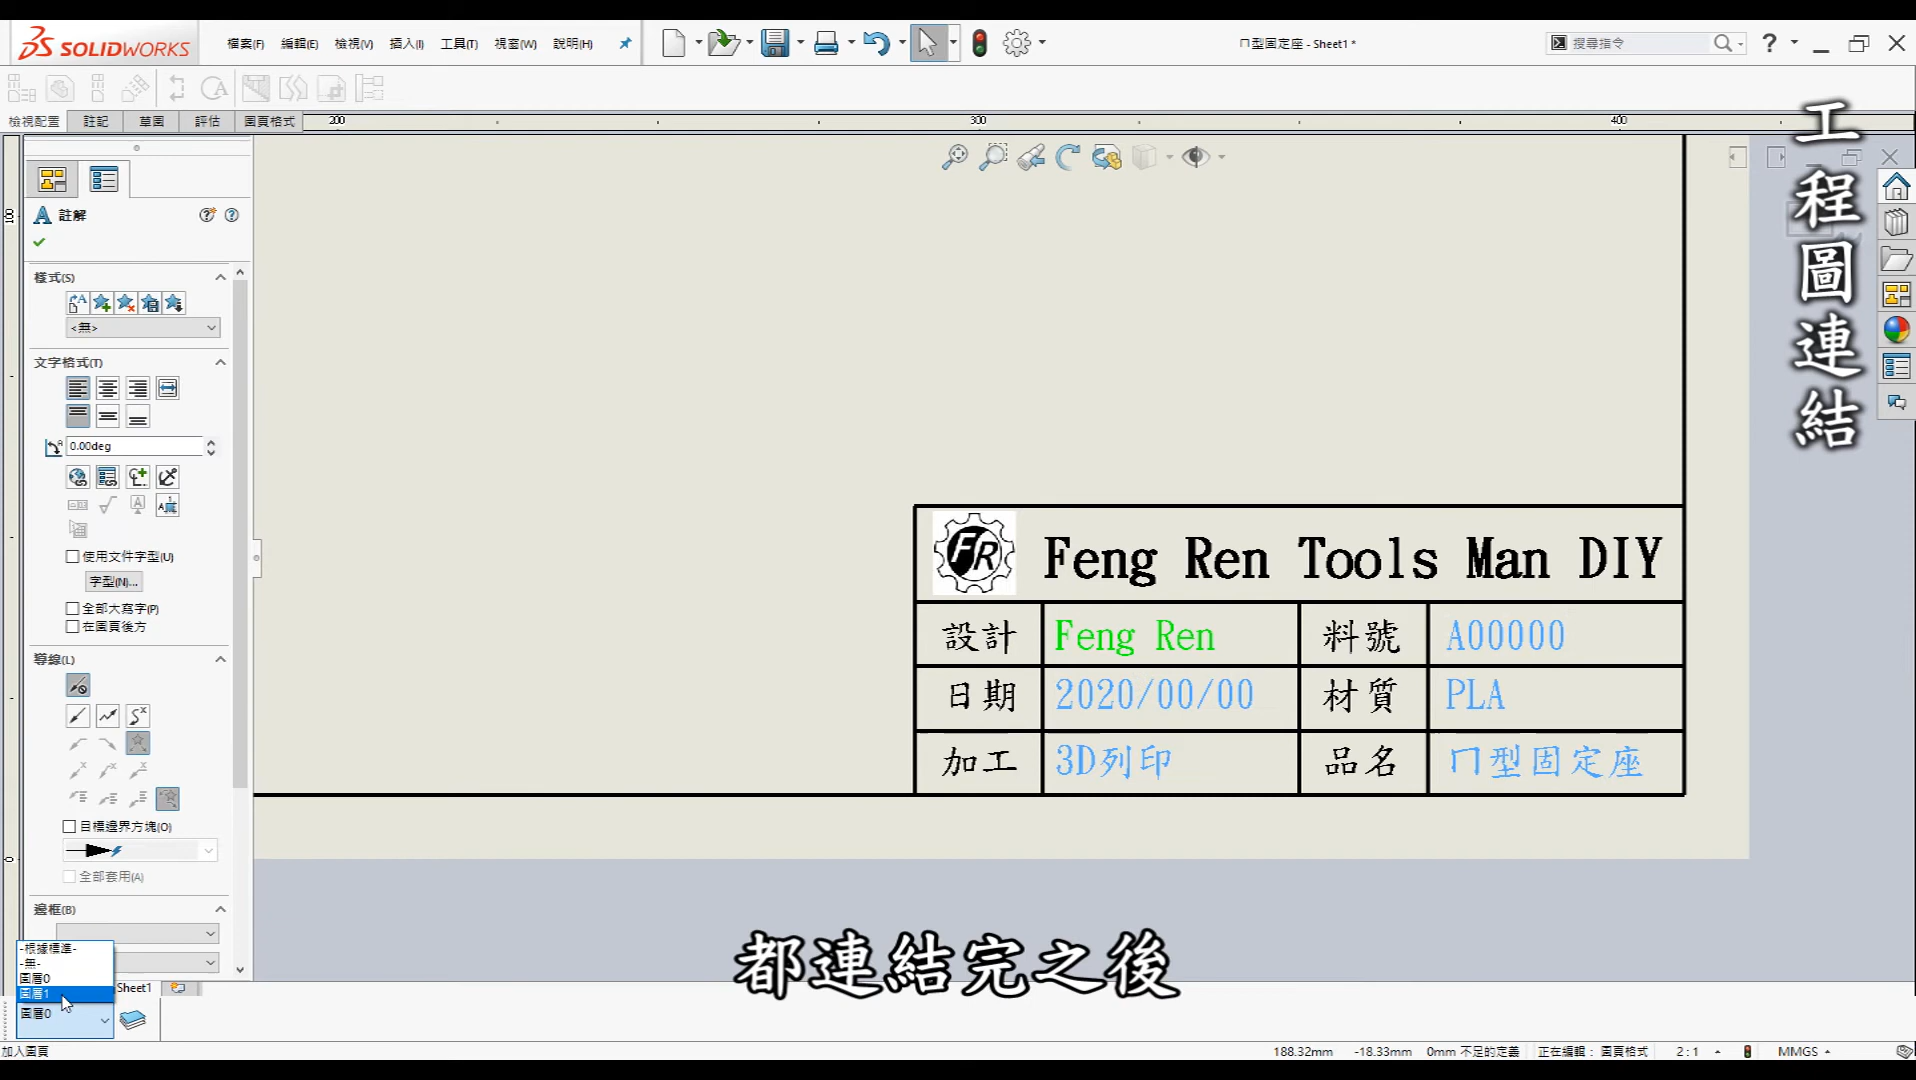 SOLIDWORKS
檔案(F) 編輯(E) 檢視(V) 插入(I) 工具(T) 視窗(W) 說明(H)
ㄇ型固定座 - Sheet1 *
搜尋指令
檢視配置 註記 草圖 評估 圖頁格式
200 300 400
註解
樣式(S)
<無>
文字格式(T)
0.00deg
使用文件字型(U)
字型(N)...
全部大寫字(P)
在圖頁後方
導線(L)
目標邊界方塊(O)
全部套用(A)
邊框(B)
-根據標準-
-無-
圖層0
圖層1
圖層0
Sheet1
加入圖頁
100
0
FR
Feng Ren Tools Man DIY
設計 Feng Ren 料號 A00000
日期 2020/00/00 材質 PLA
加工 3D列印 品名 ㄇ型固定座
工程圖連結
都連結完之後
188.32mm -18.33mm 0mm 不足的定義 正在編輯： 圖頁格式 2 : 1 MMGS